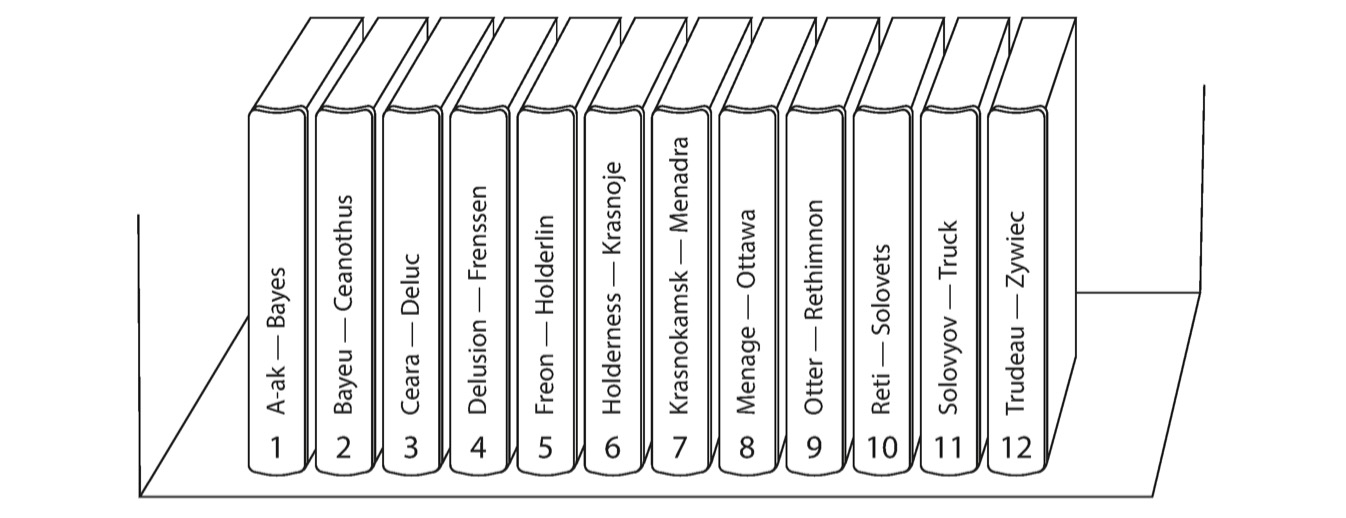 1 A-ak — Bayes
2 Bayeu — Ceanothus
3 Ceara — Deluc
4 Delusion — Frenssen
5 Freon — Holderlin
6 Holderness — Krasnoje
7 Krasnokamsk — Menadra
8 Menage — Ottawa
9 Otter — Rethimnon
10 Reti — Solovets
11 Solovyov — Truck
12 Trudeau — Zywiec